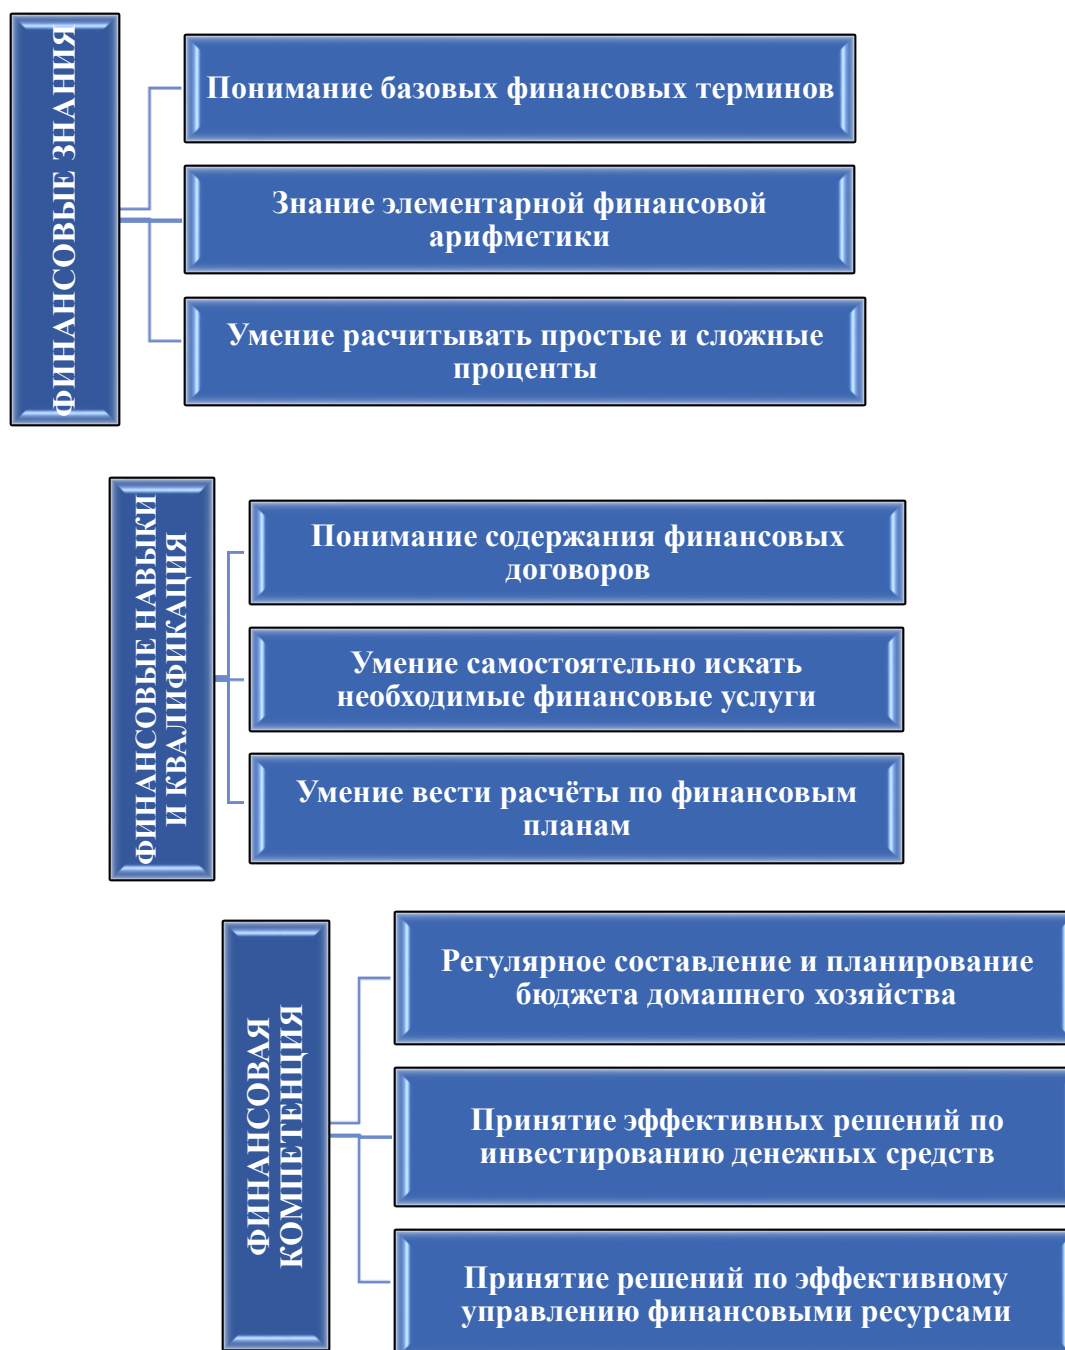 ФИНАНСОВЫЕ ЗНАНИЯ
Понимание базовых финансовых терминов
Знание элементарной финансовой
арифметики
Умение расчитывать простые и сложные
проценты
ФИНАНСОВЫЕ НАВЫКИ
И КВАЛИФИКАЦИЯ
Понимание содержания финансовых
договоров
Умение самостоятельно искать
необходимые финансовые услуги
Умение вести расчёты по финансовым
планам
ФИНАНСОВАЯ
КОМПЕТЕНЦИЯ
Регулярное составление и планирование
бюджета домашнего хозяйства
Принятие эффективных решений по
инвестированию денежных средств
Принятие решений по эффективному
управлению финансовыми ресурсами